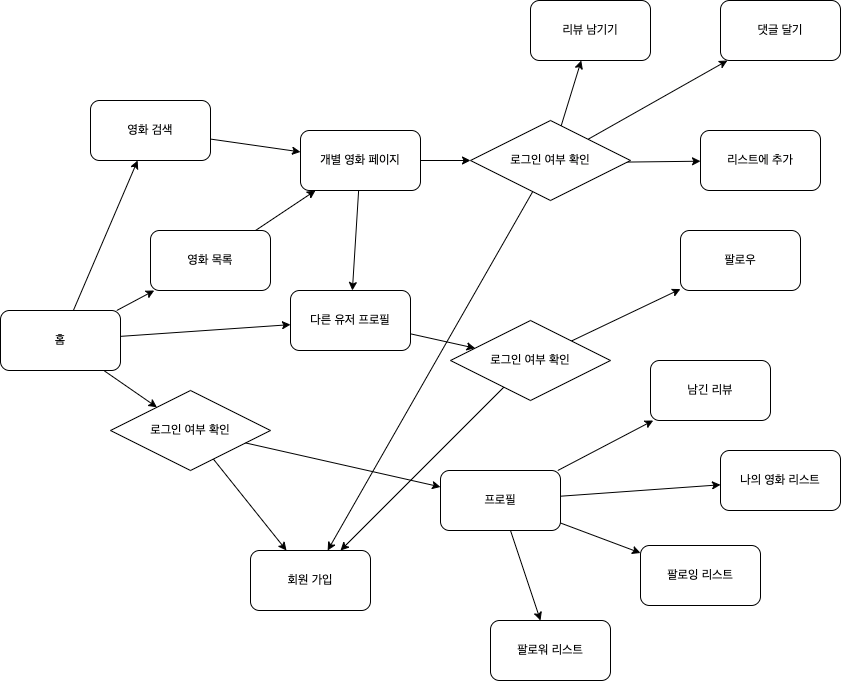 리뷰 남기기
댓글 달기
영화 검색
개별 영화 페이지
로그인 여부 확인
리스트에 추가
영화 목록
팔로우
홈
다른 유저 프로필
로그인 여부 확인
남긴 리뷰
로그인 여부 확인
프로필
나의 영화 리스트
회원 가입
팔로잉 리스트
팔로워 리스트